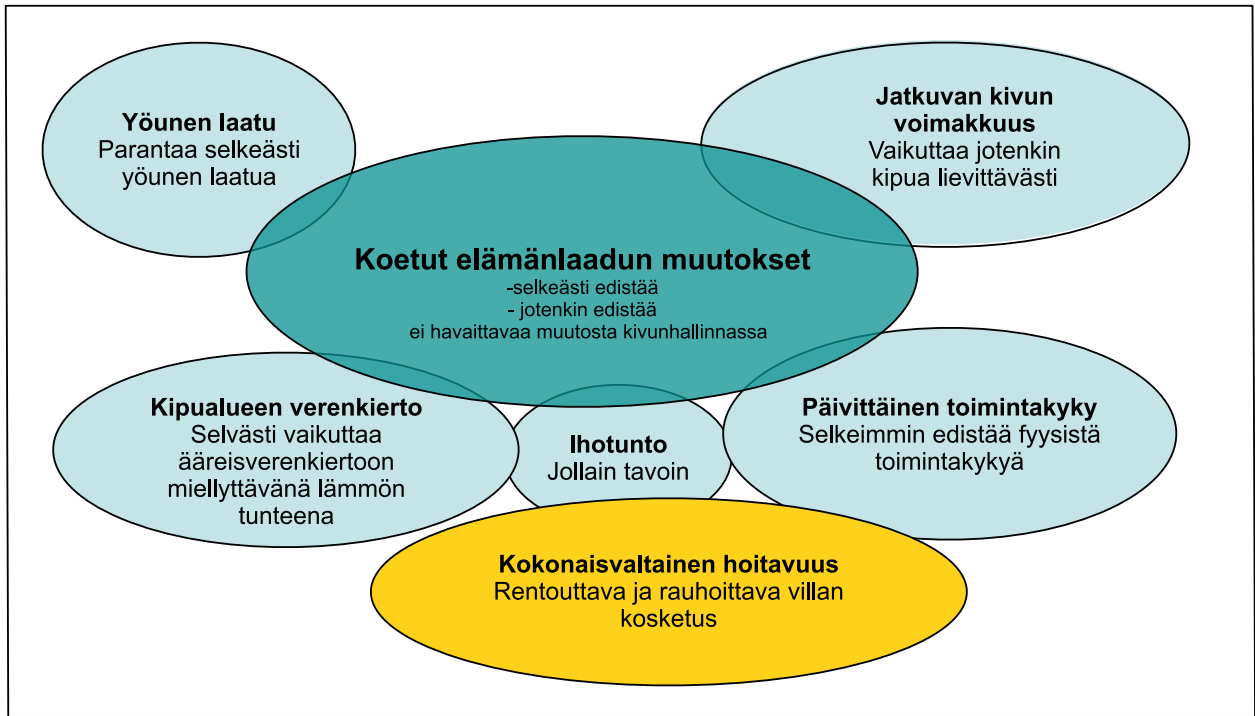 Yöunen laatu
Parantaa selkeästi
yöunen laatua
Jatkuvan kivun
voimakkuus
Vaikuttaa jotenkin
kipua lievittävästi
Koetut elämänlaadun muutokset
-selkeästi edistää
- jotenkin edistää
ei havaittavaa muutosta kivunhallinnassa
Kipualueen verenkierto
Selvästi vaikuttaa
ääreisverenkiertoon
miellyttävänä lämmön
tunteena
Ihotunto
Jollain tavoin
Päivittäinen toimintakyky
Selkeimmin edistää fyysistä
toimintakykyä
Kokonaisvaltainen hoitavuus
Rentouttava ja rauhoittava villan
kosketus